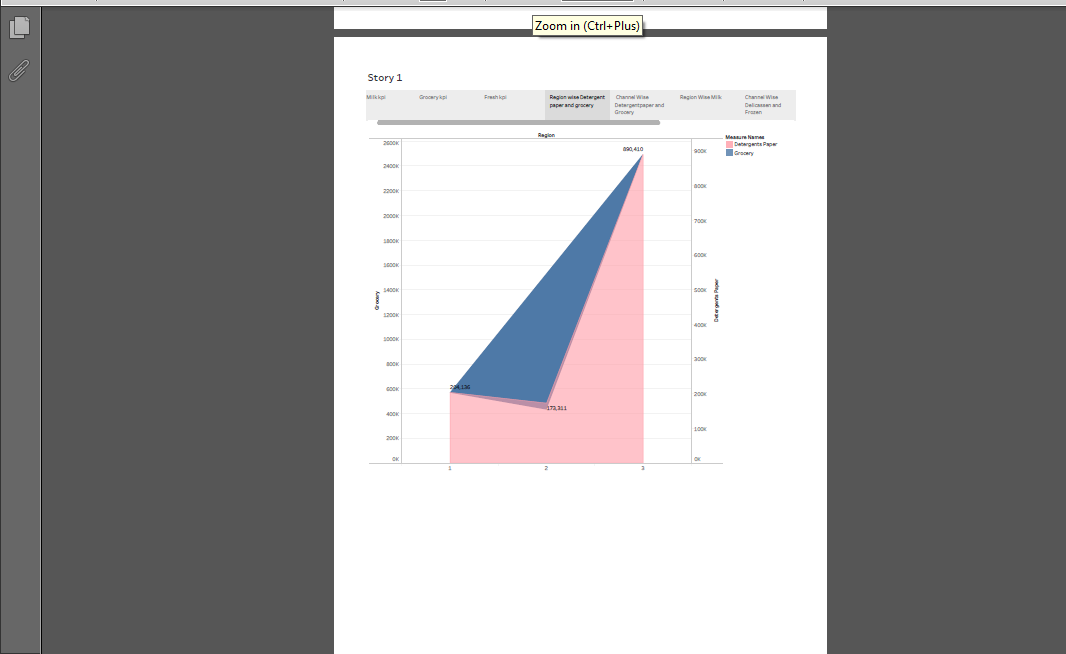 Zoom in (Ctrl+Plus)
Story 1
Milk kpi
Grocery kpi
Fresh kpi
Region wise Detergent
paper and grocery
Channel Wise
Detergentpaper and
Grocery
Region Wise Milk
Channel Wise
Delicassen and
Frozen
Region
Measure Names
Detergents Paper
Grocery
2600K
2400K
2200K
2000K
1800K
1600K
1400K
1200K
1000K
800K
600K
400K
200K
0K
Grocery
890,410
204,136
173,311
900K
800K
700K
600K
500K
400K
300K
200K
100K
0K
Detergents Paper
1
2
3